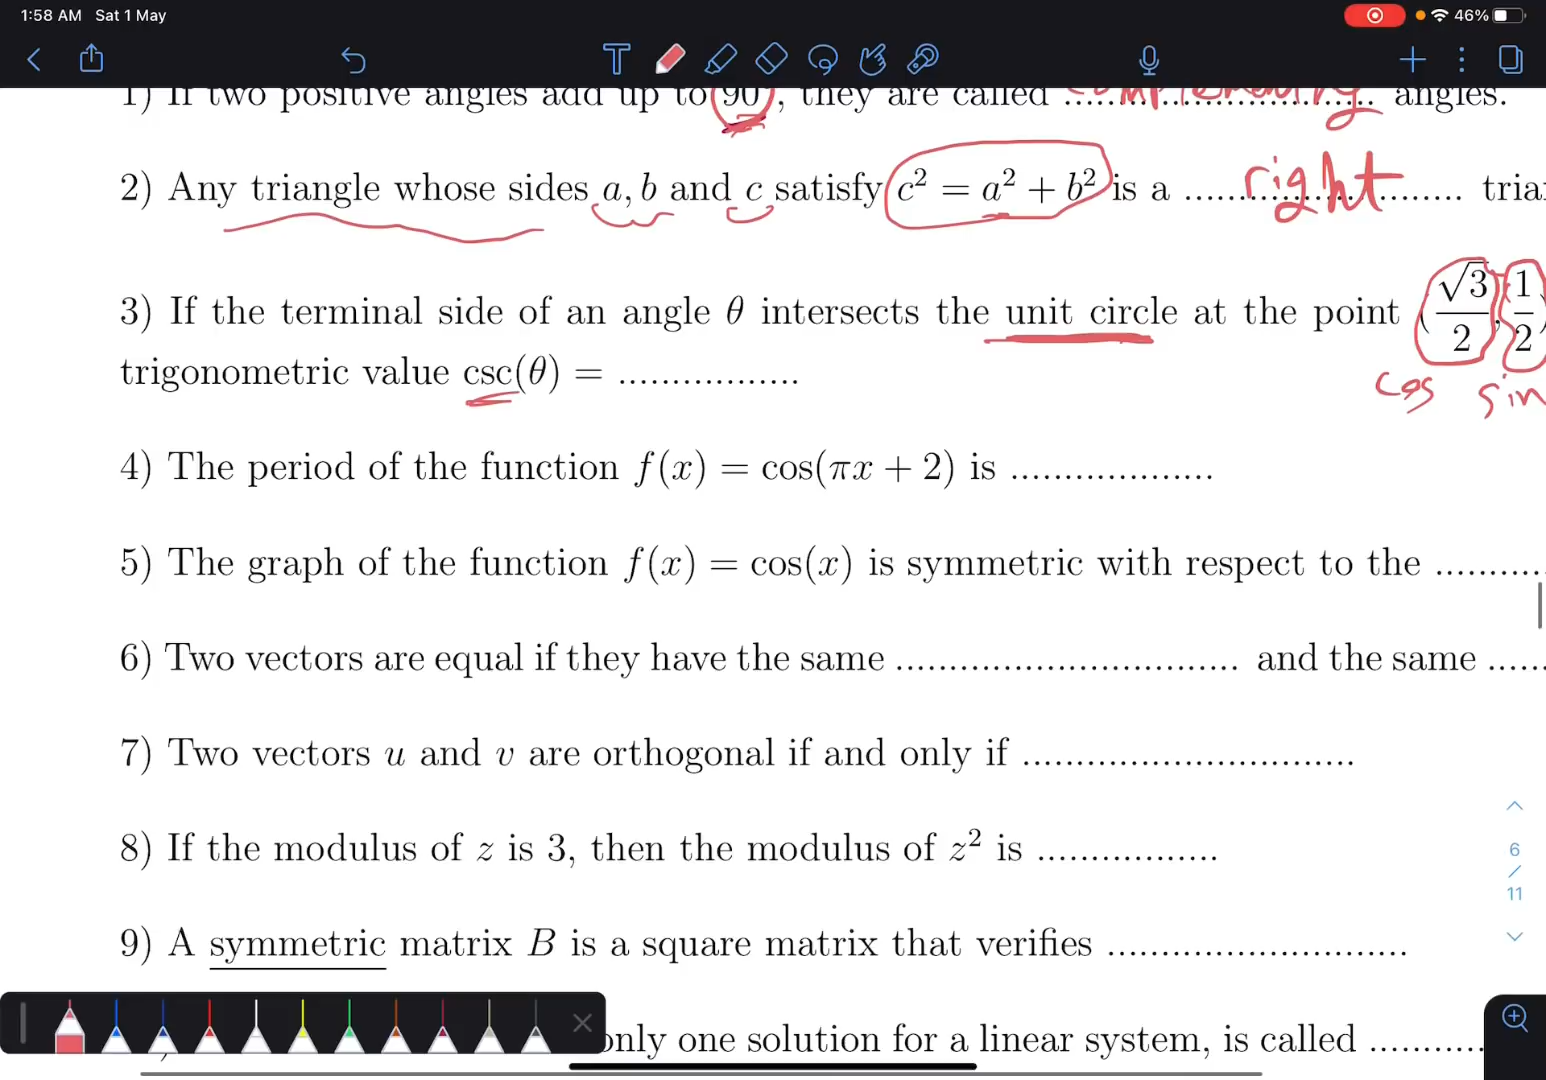 1:58 AM Sat 1 May
46%
1) If two positive angles add up to 90°, they are called complementry angles.
2) Any triangle whose sides a, b and c satisfy c² = a² + b² is a ..... right ..... tria
3) If the terminal side of an angle θ intersects the unit circle at the point (√3/2, 1/2)
cos sin
trigonometric value csc(θ) = .................
4) The period of the function f(x) = cos(πx + 2) is ...................
5) The graph of the function f(x) = cos(x) is symmetric with respect to the ..........
6) Two vectors are equal if they have the same ................................ and the same ......
7) Two vectors u and v are orthogonal if and only if ...............................
8) If the modulus of z is 3, then the modulus of z² is .................
6
/
11
9) A symmetric matrix B is a square matrix that verifies ............................
only one solution for a linear system, is called ...........